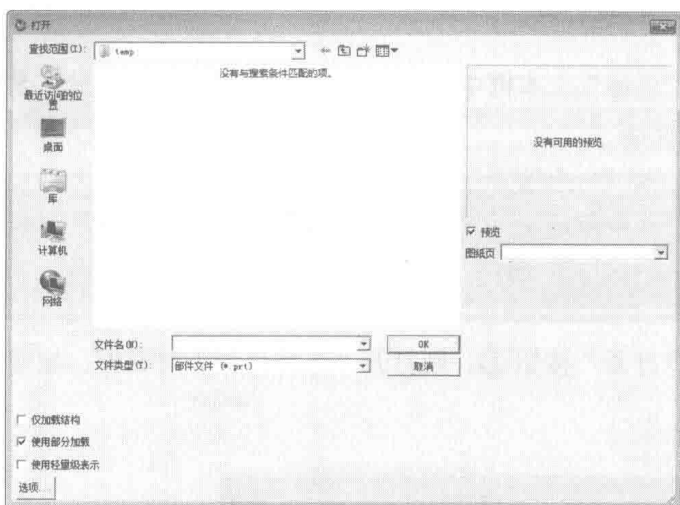 打开
查找范围(I):
temp
没有与搜索条件匹配的项。
最近访问的位
置
桌面
库
计算机
网络
没有可用的预览
预览
图纸页
文件名(N):
OK
文件类型(T):
部件文件 (*.prt)
取消
仅加载结构
使用部分加载
使用轻量级表示
选项...